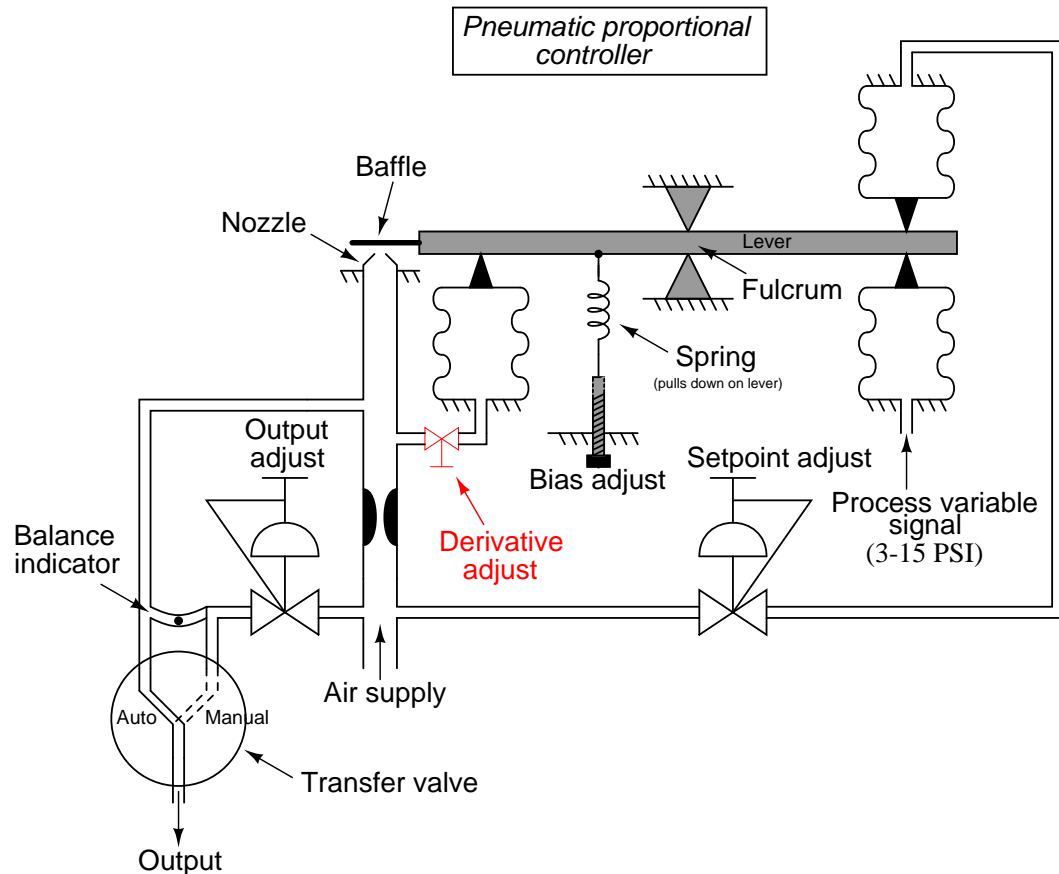 Pneumatic proportional
controller
Baffle
Nozzle
Lever
Fulcrum
Spring
(pulls down on lever)
Output
adjust
Bias adjust
Setpoint adjust
Process variable
signal
(3-15 PSI)
Derivative
adjust
Balance
indicator
Air supply
Auto
Manual
Transfer valve
Output